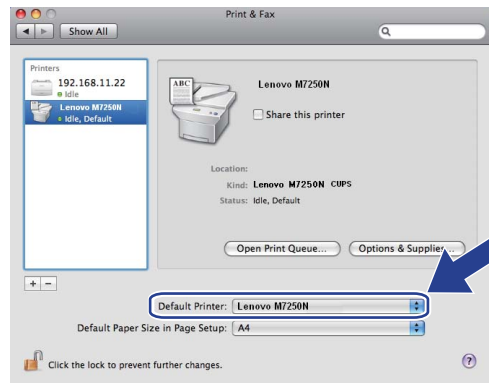 Print & Fax
Show All
Printers
192.168.11.22
Idle
Lenovo M7250N
Idle, Default
ABC
Lenovo M7250N
Share this printer
Location:
Kind: Lenovo M7250N CUPS
Status: Idle, Default
Open Print Queue... Options & Supplies...
+ -
Default Printer: Lenovo M7250N
Default Paper Size in Page Setup: A4
Click the lock to prevent further changes.
?